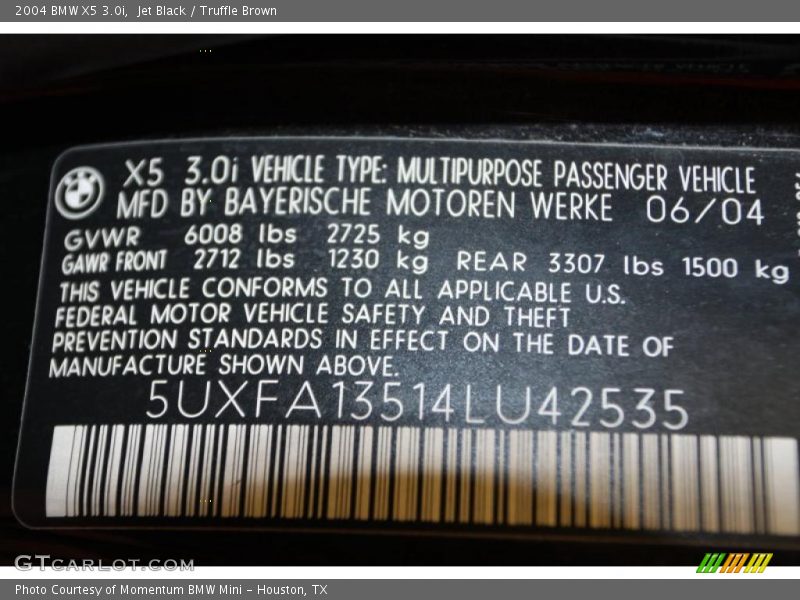 2004 BMW X5 3.0i, Jet Black / Truffle Brown
X5 3.0i VEHICLE TYPE: MULTIPURPOSE PASSENGER VEHICLE
MFD BY BAYERISCHE MOTOREN WERKE 06/04
GVWR 6008 lbs 2725 kg
GAWR FRONT 2712 lbs 1230 kg REAR 3307 lbs 1500 kg
THIS VEHICLE CONFORMS TO ALL APPLICABLE U.S.
FEDERAL MOTOR VEHICLE SAFETY AND THEFT
PREVENTION STANDARDS IN EFFECT ON THE DATE OF
MANUFACTURE SHOWN ABOVE.
5UXFA13514LU42535
GTCARLOT.COM
Photo Courtesy of Momentum BMW Mini - Houston, TX